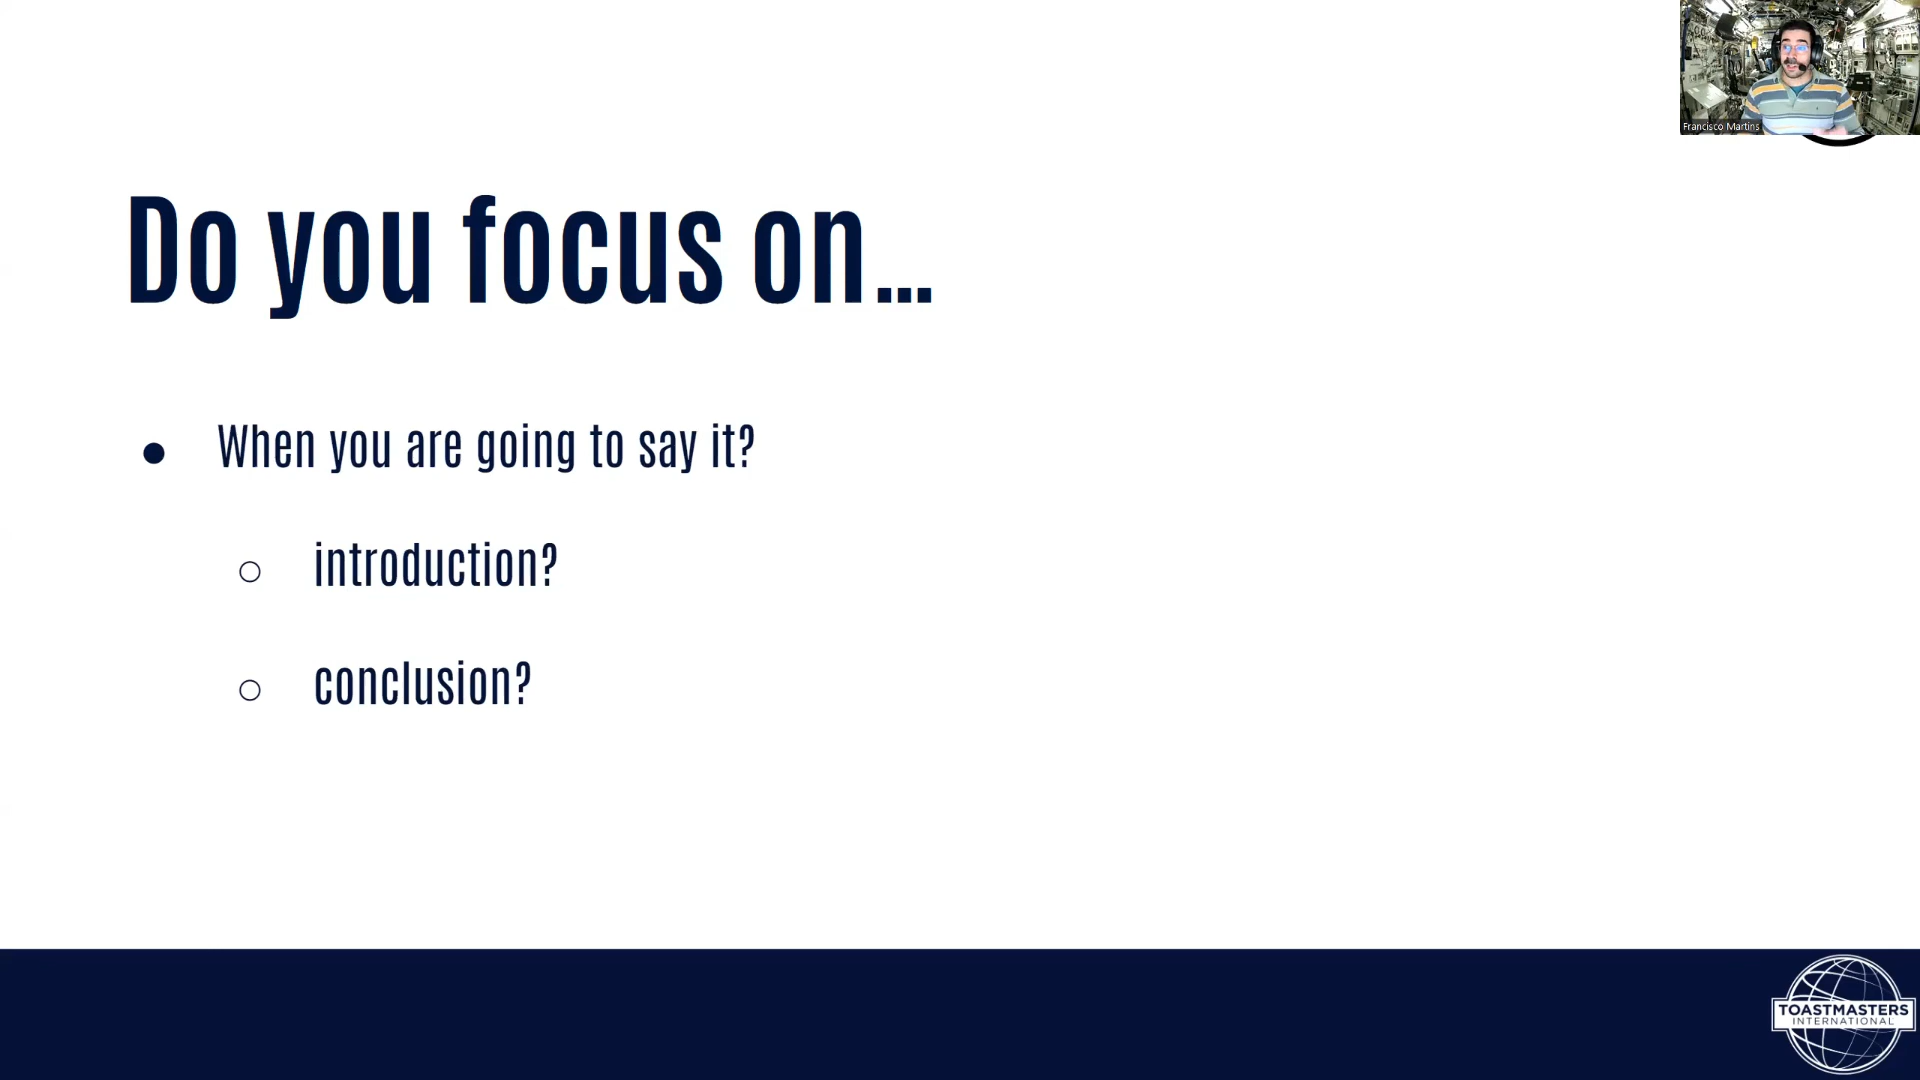 Francisco Martins
Do you focus on...
● When you are going to say it?
○ introduction?
○ conclusion?
TOASTMASTERS
INTERNATIONAL